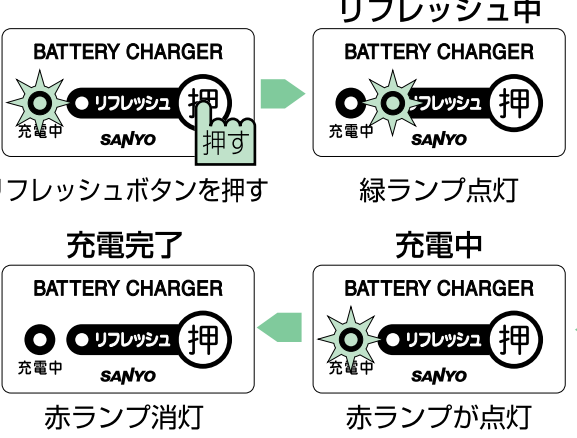 リフレッシュ中
BATTERY CHARGER
リフレッシュ
押
充電中
SANYO
押す
BATTERY CHARGER
リフレッシュ
押
充電中
SANYO
リフレッシュボタンを押す
緑ランプ点灯
充電完了
充電中
BATTERY CHARGER
リフレッシュ
押
充電中
SANYO
BATTERY CHARGER
リフレッシュ
押
充電中
SANYO
赤ランプ消灯
赤ランプが点灯